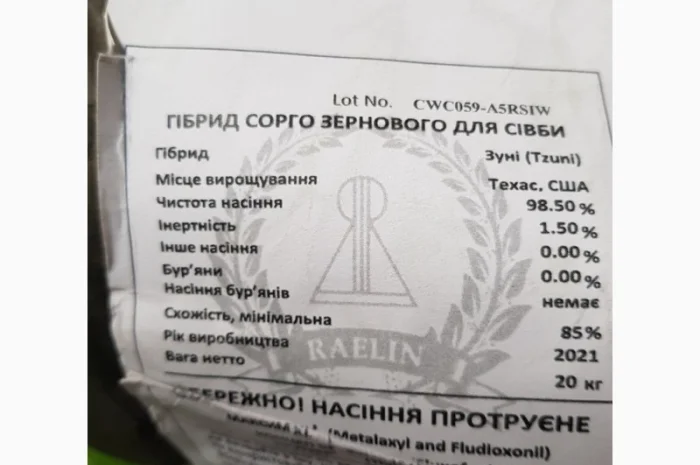 Lot No. CWC059-A5RSIW
ГІБРИД СОРГО ЗЕРНОВОГО ДЛЯ СІВБИ
Гібрид Зуні (Tzuni)
Місце вирощування Техас, США
Чистота насіння 98.50 %
Інертність 1.50 %
Інше насіння 0.00 %
Бур'яни 0.00 %
Насіння бур'янів немає
Схожість, мінімальна 85%
Рік виробництва 2021
Вага нетто 20 кг
RAELIN
ОБЕРЕЖНО! НАСІННЯ ПРОТРУЄНЕ
(Metalaxyl and Fludioxonil)